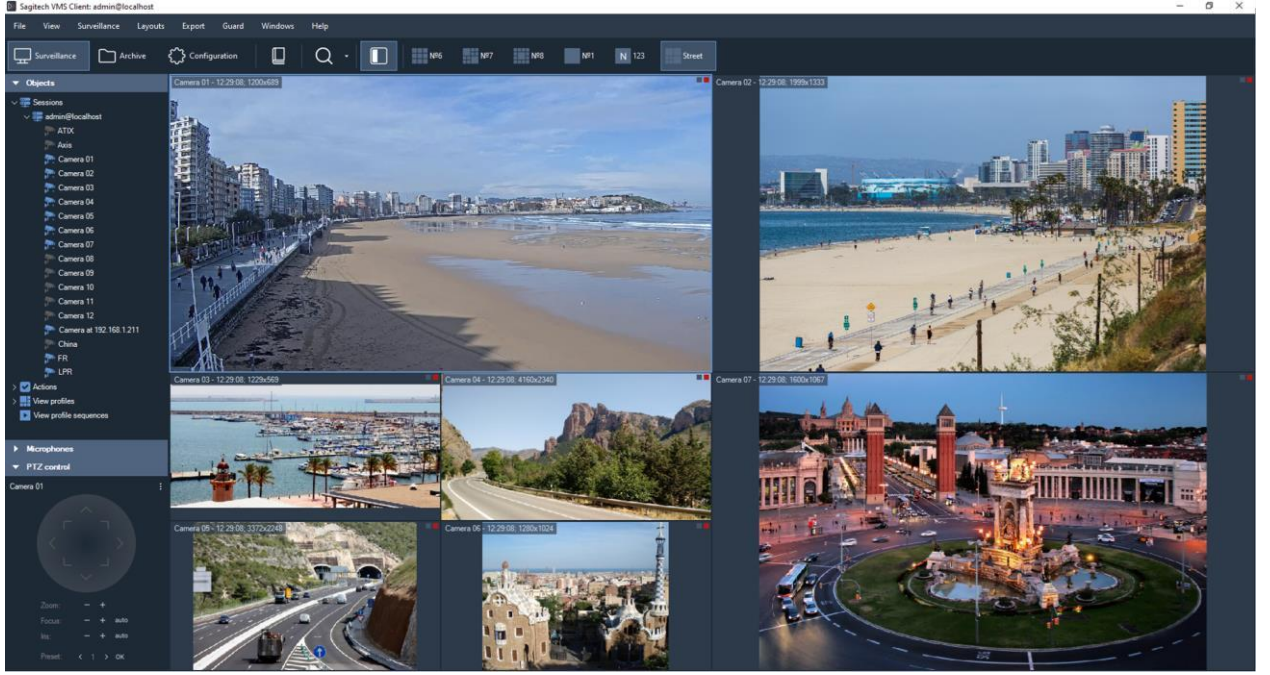 Sagitech VMS Client: admin@localhost
File View Surveillance Layouts Export Guard Windows Help
Surveillance Archive Configuration №6 №7 №8 №1 N 123 Street
Objects
Sessions
admin@localhost
ATIX
Axis
Camera 01
Camera 02
Camera 03
Camera 04
Camera 05
Camera 06
Camera 07
Camera 08
Camera 09
Camera 10
Camera 11
Camera 12
Camera at 192.168.1.211
China
FR
LPR
Actions
View profiles
View profile sequences
Microphones
PTZ control
Camera 01
Zoom: − +
Focus: − + auto
Iris: − + auto
Preset: < 1 > OK
Camera 01 - 12:29:08; 1200x689
Camera 02 - 12:29:08; 1999x1333
Camera 03 - 12:29:08; 1229x569
Camera 04 - 12:29:08; 4160x2340
Camera 07 - 12:29:08; 1600x1067
Camera 05 - 12:29:08; 3372x2248
Camera 06 - 12:29:08; 1280x1024